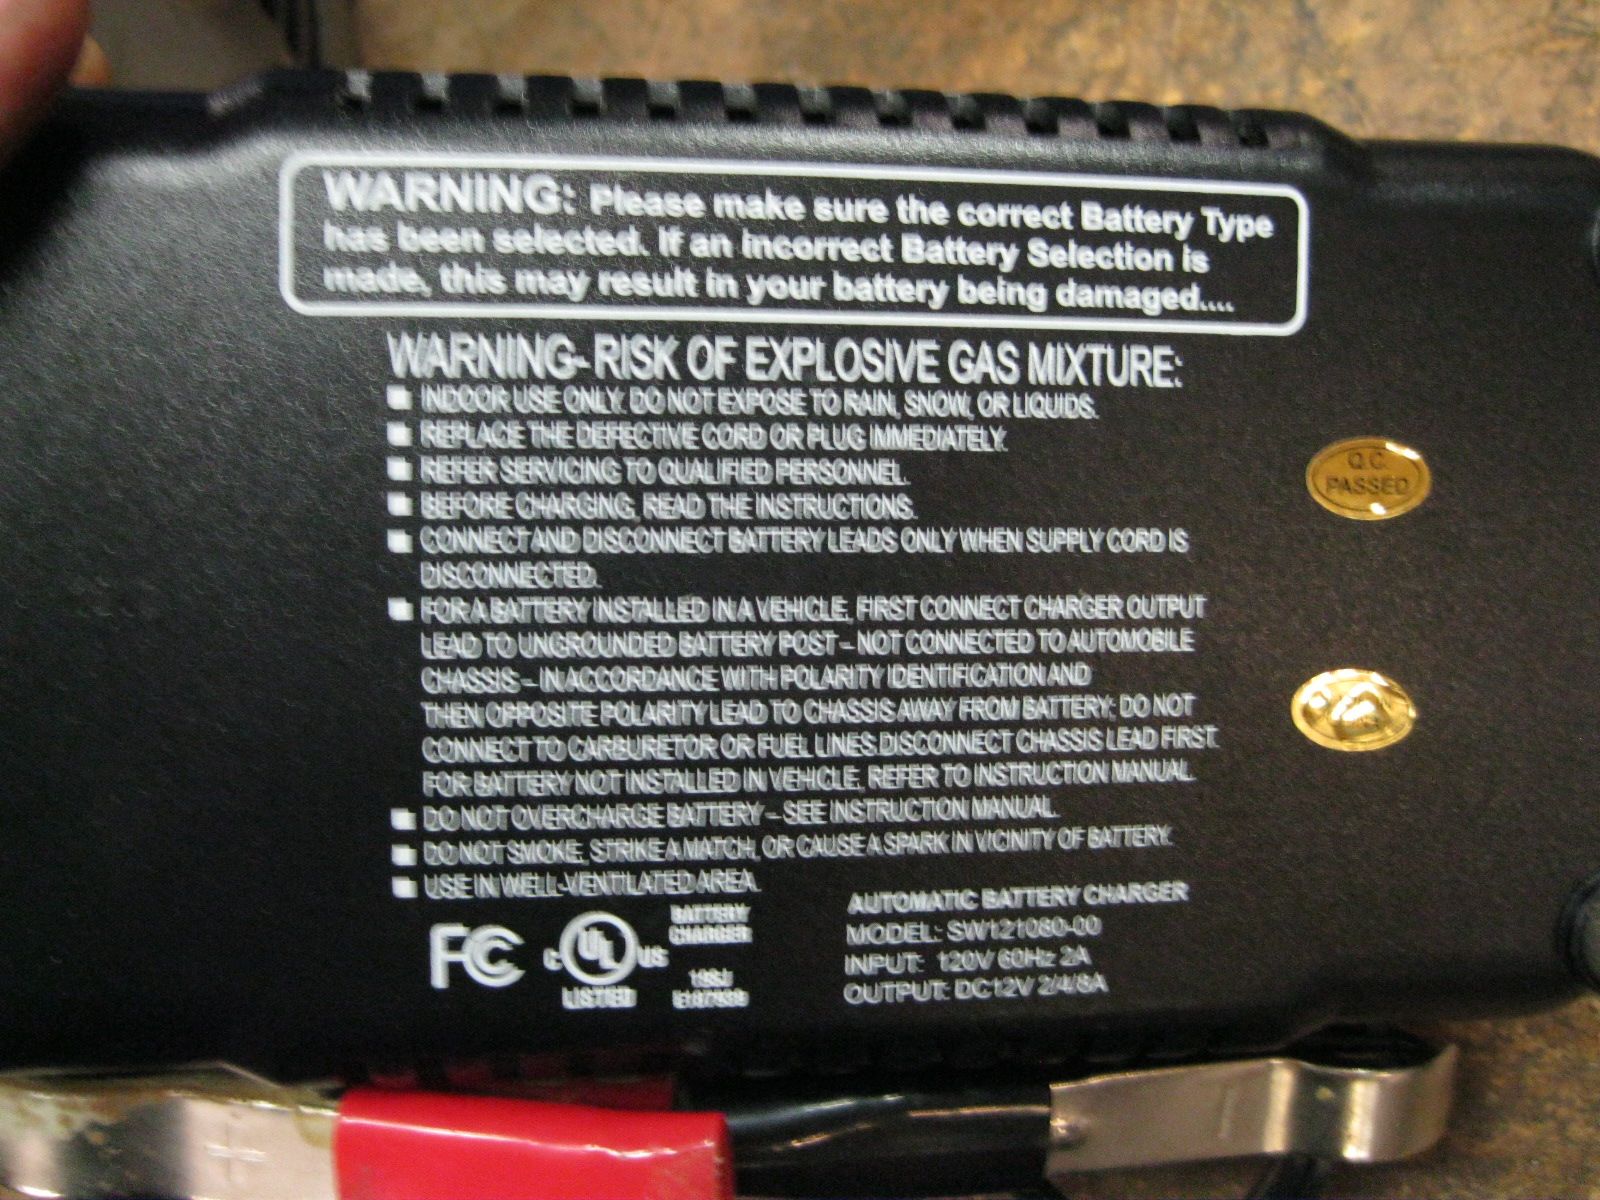 WARNING: Please make sure the correct Battery Type
has been selected. If an incorrect Battery Selection is
made, this may result in your battery being damaged....
WARNING- RISK OF EXPLOSIVE GAS MIXTURE:
INDOOR USE ONLY. DO NOT EXPOSE TO RAIN, SNOW, OR LIQUIDS.
REPLACE THE DEFECTIVE CORD OR PLUG IMMEDIATELY.
REFER SERVICING TO QUALIFIED PERSONNEL.
BEFORE CHARGING, READ THE INSTRUCTIONS.
CONNECT AND DISCONNECT BATTERY LEADS ONLY WHEN SUPPLY CORD IS
DISCONNECTED.
FOR A BATTERY INSTALLED IN A VEHICLE, FIRST CONNECT CHARGER OUTPUT
LEAD TO UNGROUNDED BATTERY POST – NOT CONNECTED TO AUTOMOBILE
CHASSIS – IN ACCORDANCE WITH POLARITY IDENTIFICATION AND
THEN OPPOSITE POLARITY LEAD TO CHASSIS AWAY FROM BATTERY; DO NOT
CONNECT TO CARBURETOR OR FUEL LINES. DISCONNECT CHASSIS LEAD FIRST.
FOR BATTERY NOT INSTALLED IN VEHICLE, REFER TO INSTRUCTION MANUAL.
DO NOT OVERCHARGE BATTERY – SEE INSTRUCTION MANUAL.
DO NOT SMOKE, STRIKE A MATCH, OR CAUSE A SPARK IN VICINITY OF BATTERY.
USE IN WELL-VENTILATED AREA.
FC
C UL US
LISTED
BATTERY
CHARGER
AUTOMATIC BATTERY CHARGER
MODEL: SW121080-00
INPUT: 120V 60Hz 2A
OUTPUT: DC12V 2/4/8A
Q.C.
PASSED